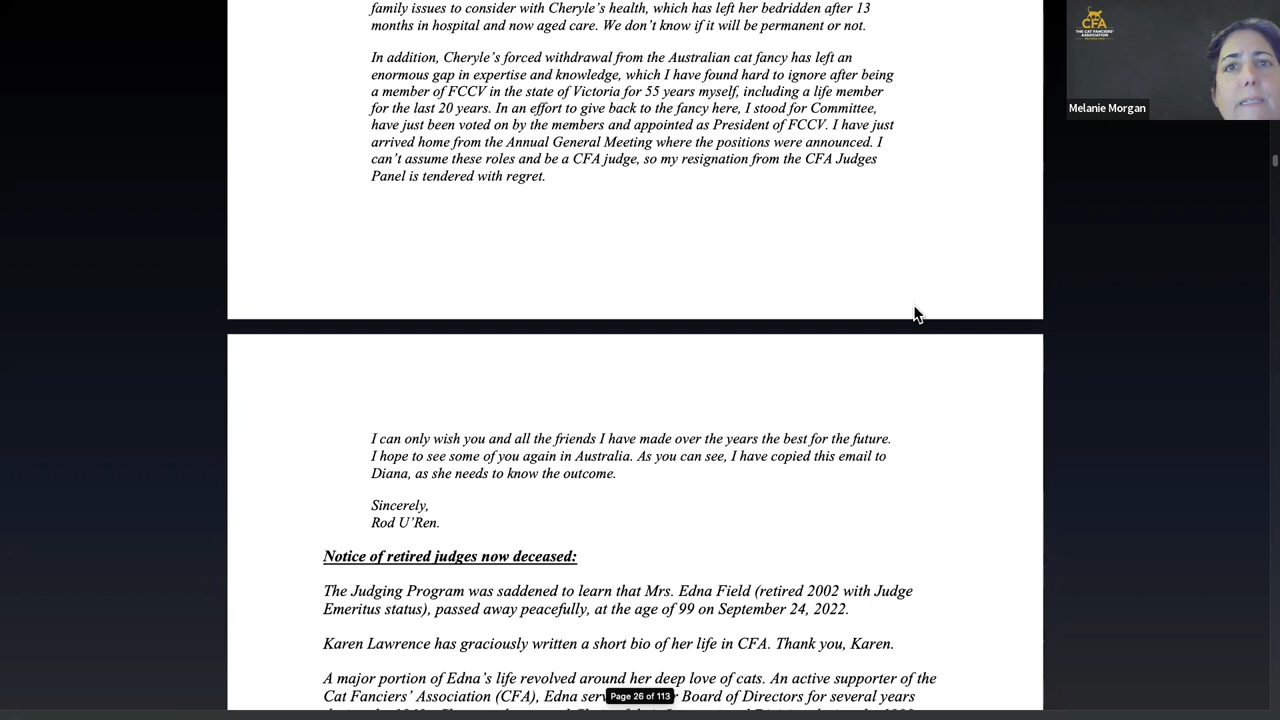 family issues to consider with Cheryle's health, which has left her bedridden after 13
months in hospital and now aged care. We don't know if it will be permanent or not.
In addition, Cheryle's forced withdrawal from the Australian cat fancy has left an
enormous gap in expertise and knowledge, which I have found hard to ignore after being
a member of FCCV in the state of Victoria for 55 years myself, including a life member
for the last 20 years. In an effort to give back to the fancy here, I stood for Committee,
have just been voted on by the members and appointed as President of FCCV. I have just
arrived home from the Annual General Meeting where the positions were announced. I
can't assume these roles and be a CFA judge, so my resignation from the CFA Judges
Panel is tendered with regret.
I can only wish you and all the friends I have made over the years the best for the future.
I hope to see some of you again in Australia. As you can see, I have copied this email to
Diana, as she needs to know the outcome.
Sincerely,
Rod U'Ren.
Notice of retired judges now deceased:
The Judging Program was saddened to learn that Mrs. Edna Field (retired 2002 with Judge
Emeritus status), passed away peacefully, at the age of 99 on September 24, 2022.
Karen Lawrence has graciously written a short bio of her life in CFA. Thank you, Karen.
A major portion of Edna's life revolved around her deep love of cats. An active supporter of the
Cat Fanciers' Association (CFA), Edna Board of Directors for several years
Page 26 of 113
CFA
THE CAT FANCIERS'
ASSOCIATION
Melanie Morgan